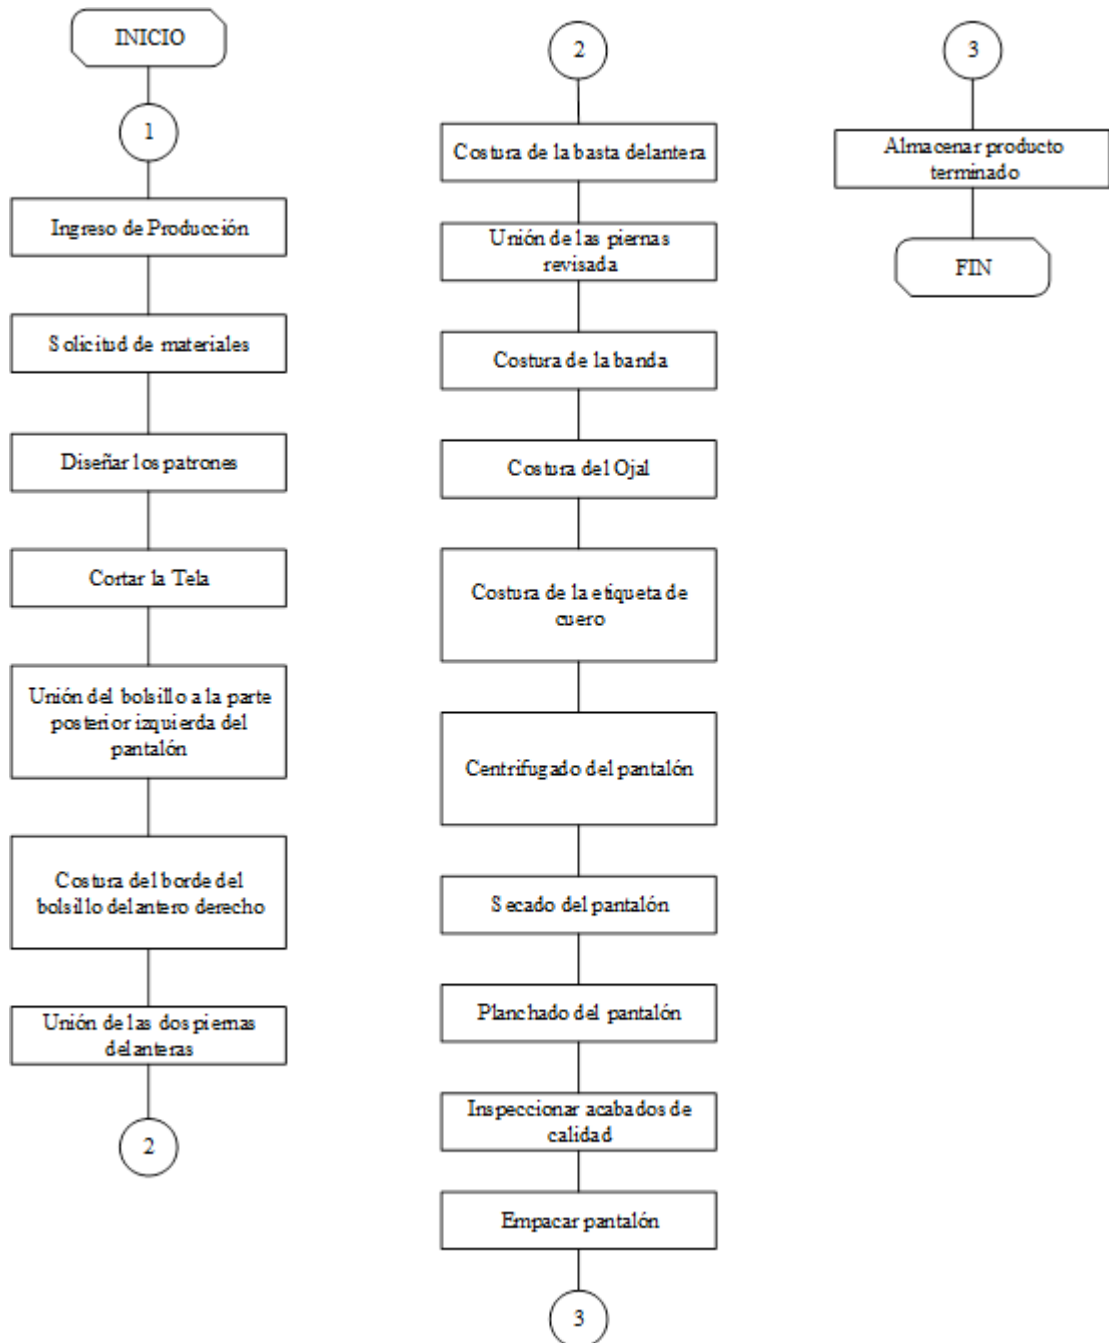 INICIO
1
Ingreso de Producción
Solicitud de materiales
Diseñar los patrones
Cortar la Tela
Unión del bolsillo a la parte
posterior izquierda del
pantalón
Costura del borde del
bolsillo delantero derecho
Unión de las dos piernas
delanteras
2
2
Costura de la basta delantera
Unión de las piernas
revisada
Costura de la banda
Costura del Ojal
Costura de la etiqueta de
cuero
Centrifugado del pantalón
Secado del pantalón
Planchado del pantalón
Inspeccionar acabados de
calidad
Empacar pantalón
3
3
Almacenar producto
terminado
FIN